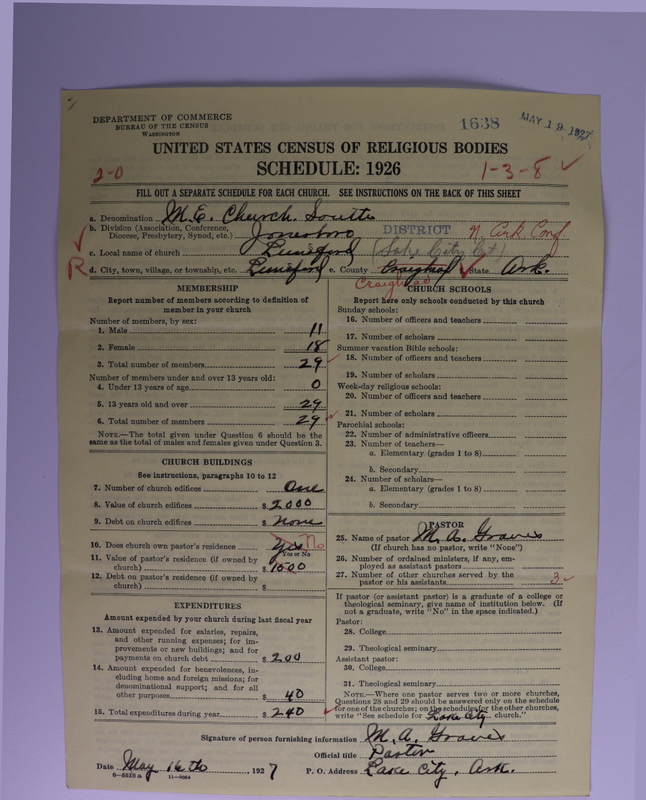 DEPARTMENT OF COMMERCE
BUREAU OF THE CENSUS
WASHINGTON
1638
MAY 19 1927
UNITED STATES CENSUS OF RELIGIOUS BODIES
SCHEDULE: 1926
2-0
1-3-8 ✓
FILL OUT A SEPARATE SCHEDULE FOR EACH CHURCH. SEE INSTRUCTIONS ON THE BACK OF THIS SHEET
a. Denomination M.E. Church. South
b. Division (Association, Conference, Diocese, Presbytery, Synod, etc.) Jonesboro DISTRICT N. Ark Conf
c. Local name of church Lunsford (Lake City Ct)
R
d. City, town, village, or township, etc. Lunsford e. County Craighead State Ark.
Craighead
MEMBERSHIP
Report number of members according to definition of
member in your church
Number of members, by sex:
1. Male 11
2. Female 18
3. Total number of members 29
Number of members under and over 13 years old:
4. Under 13 years of age 0
5. 13 years old and over 29
6. Total number of members 29
NOTE.—The total given under Question 6 should be the
same as the total of males and females given under Question 3.
CHURCH BUILDINGS
See instructions, paragraphs 10 to 12
7. Number of church edifices One
8. Value of church edifices $ 2000
9. Debt on church edifices $ None
10. Does church own pastor's residence Yes No
Yes or No
11. Value of pastor's residence (if owned by
church) $ 1000
12. Debt on pastor's residence (if owned by
church) $
EXPENDITURES
Amount expended by your church during last fiscal year
13. Amount expended for salaries, repairs,
and other running expenses; for im-
provements or new buildings; and for
payments on church debt $ 200
14. Amount expended for benevolences, in-
cluding home and foreign missions; for
denominational support; and for all
other purposes $ 40
15. Total expenditures during year $ 240
CHURCH SCHOOLS
Report here only schools conducted by this church
Sunday schools:
16. Number of officers and teachers
17. Number of scholars
Summer vacation Bible schools:
18. Number of officers and teachers
19. Number of scholars
Week-day religious schools:
20. Number of officers and teachers
21. Number of scholars
Parochial schools:
22. Number of administrative officers
23. Number of teachers—
a. Elementary (grades 1 to 8)
b. Secondary
24. Number of scholars—
a. Elementary (grades 1 to 8)
b. Secondary
PASTOR
25. Name of pastor M. A. Graves
(If church has no pastor, write "None")
26. Number of ordained ministers, if any, em-
ployed as assistant pastors
27. Number of other churches served by the
pastor or his assistants 3
If pastor (or assistant pastor) is a graduate of a college or
theological seminary, give name of institution below. (If
not a graduate, write "No" in the space indicated.)
Pastor:
28. College
29. Theological seminary
Assistant pastor:
30. College
31. Theological seminary
NOTE.—Where one pastor serves two or more churches,
Questions 28 and 29 should be answered only on the schedule
for one of the churches; on the schedules for the other churches,
write "See schedule for Lake City church."
Signature of person furnishing information M. A. Graves
Official title Pastor
Date May 16th, 1927
P. O. Address Lake City, Ark.
8—5518 a 11—9084